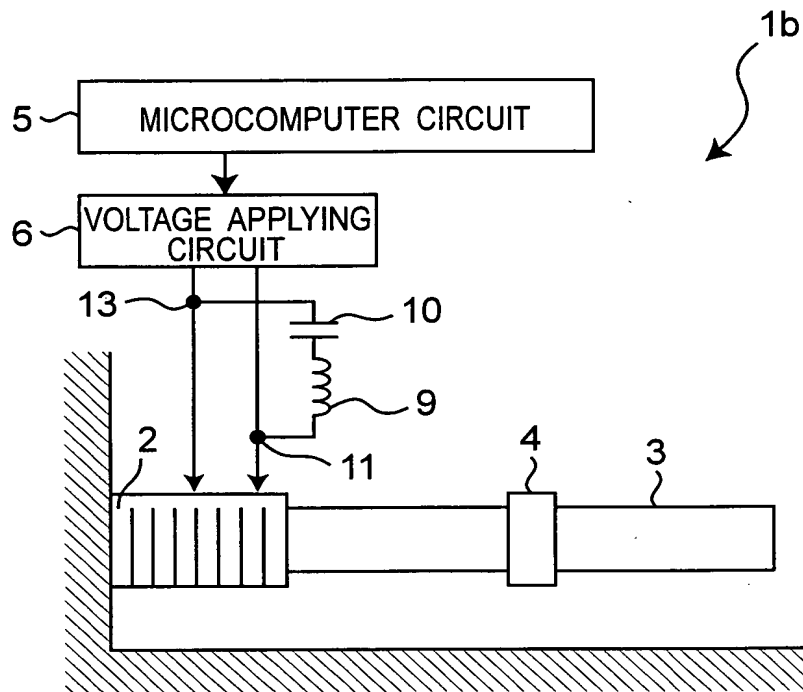 1b
5
MICROCOMPUTER CIRCUIT
6
VOLTAGE APPLYING
CIRCUIT
13
10
9
2
11
4
3